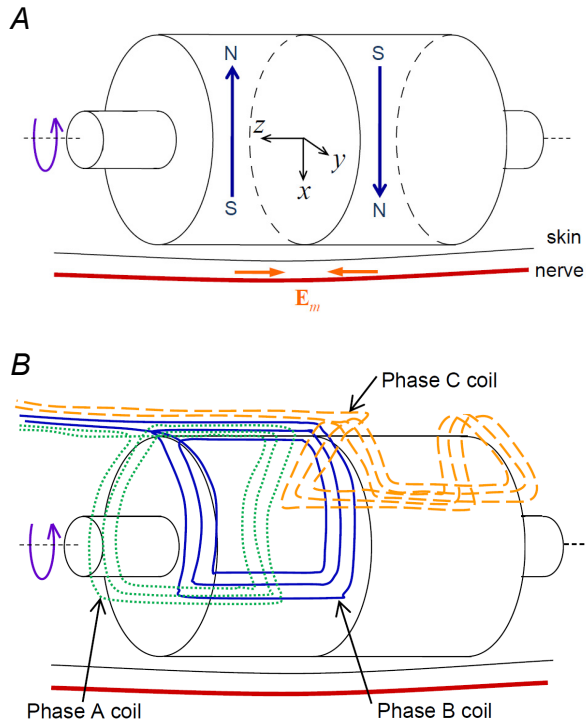 A
N
S
z
y
x
S
N
skin
nerve
E_m
B
Phase C coil
Phase A coil
Phase B coil